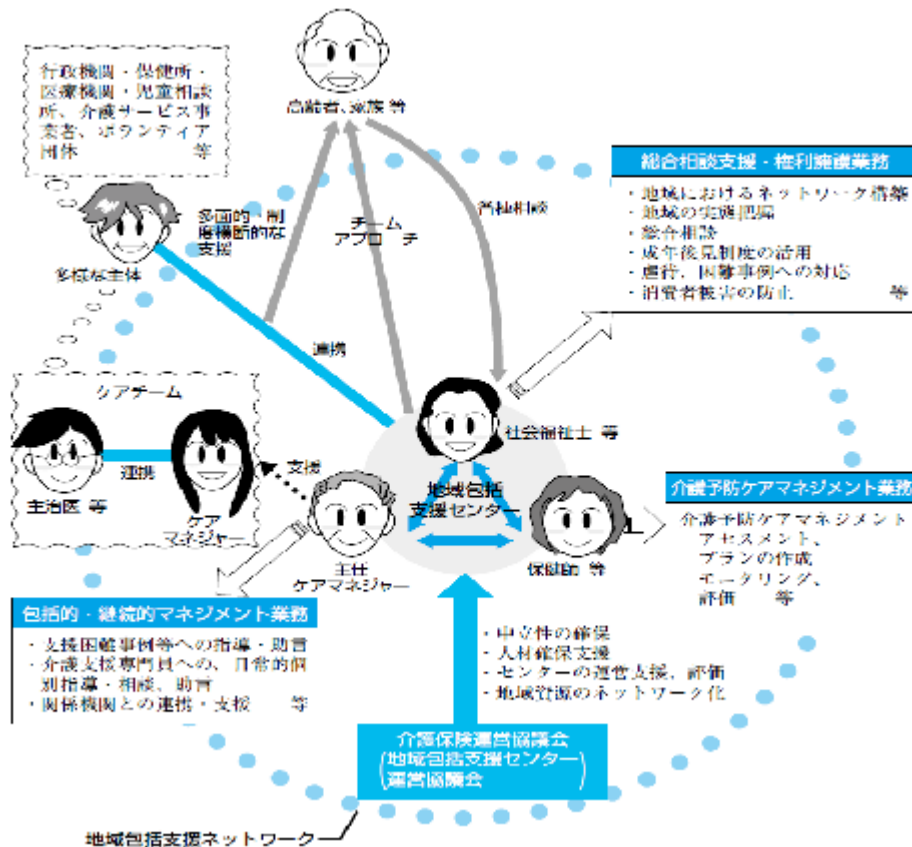 行政機関・保健所・
医療機関・児童相談
所、介護サービス事
業者、ボランティア
団体　　　　　等
高齢者、家族 等
多様な主体
多面的・制
度横断的な
支援
チーム
アプローチ
各種相談
連携
総合相談支援・権利擁護業務
・地域におけるネットワーク構築
・地域の実施把握
・総合相談
・成年後見制度の活用
・虐待、困難事例への対応
・消費者被害の防止　　　　等
ケアチーム
連携
主治医 等
ケア
マネジャー
支援
社会福祉士 等
地域包括
支援センター
主任
ケアマネジャー
保健師 等
介護予防ケアマネジメント業務
介護予防ケアマネジメント
アセスメント、
プランの作成
モニタリング、
評価　　等
包括的・継続的マネジメント業務
・支援困難事例等への指導・助言
・介護支援専門員への、日常的個
別指導・相談、助言
・関係機関との連携・支援　　等
・中立性の確保
・人材確保支援
・センターの運営支援、評価
・地域資源のネットワーク化
介護保険運営協議会
(地域包括支援センター)
運営協議会
地域包括支援ネットワーク